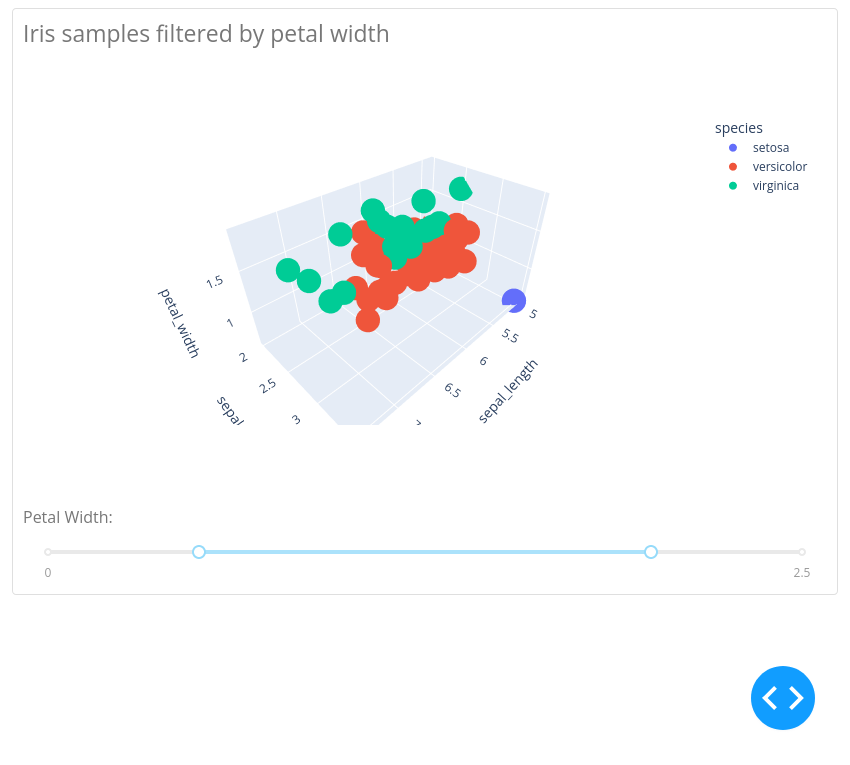 Iris samples filtered by petal width
species
setosa
versicolor
virginica
1.5
1
petal_width
2
2.5
3
sepal
5
5.5
6
6.5
sepal_length
Petal Width:
0
2.5